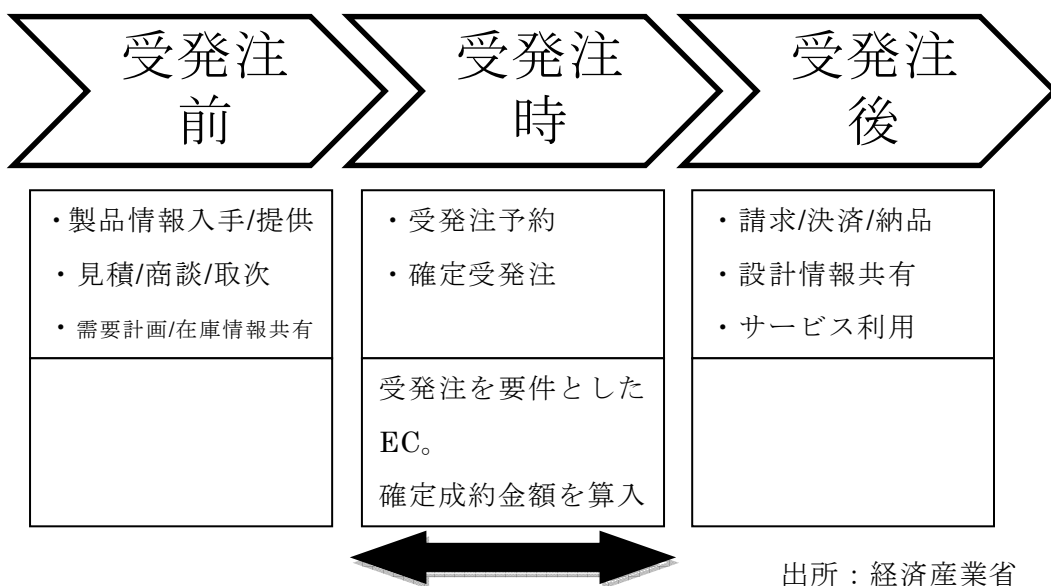 受発注
前
受発注
時
受発注
後
・製品情報入手/提供
・見積/商談/取次
・需要計画/在庫情報共有
・受発注予約
・確定受発注
・請求/決済/納品
・設計情報共有
・サービス利用
受発注を要件とした
EC。
確定成約金額を算入
出所：経済産業省